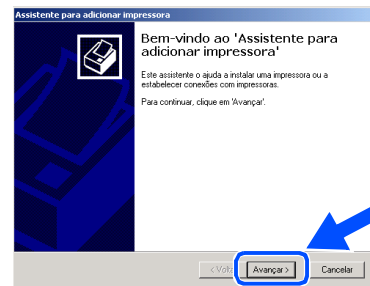 Assistente para adicionar impressora
Bem-vindo ao 'Assistente para
adicionar impressora'
Este assistente o ajuda a instalar uma impressora ou a
estabelecer conexões com impressoras.
Para continuar, clique em 'Avançar'.
Avançar >
Cancelar